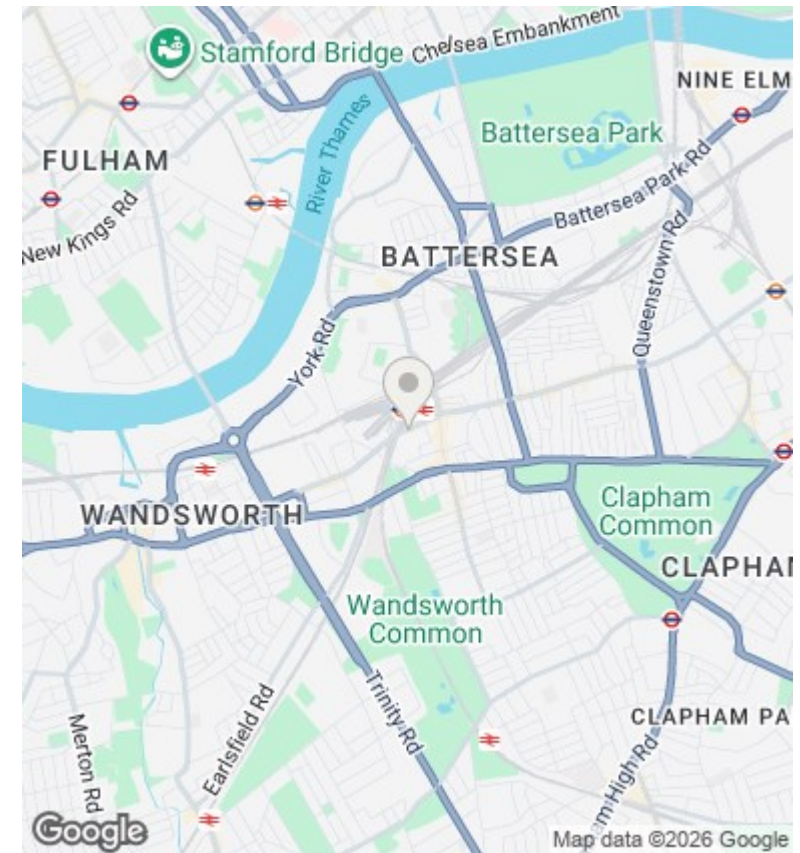 Stamford Bridge
Chelsea Embankment
NINE ELM
FULHAM
River Thames
Battersea Park
New Kings Rd
Battersea Park Rd
BATTERSEA
Queenstown Rd
York Rd
WANDSWORTH
Clapham
Common
CLAPHAM
Wandsworth
Common
Trinity Rd
Earlsfield Rd
Merton Rd
CLAPHAM PA
am High Rd
Google
Map data ©2026 Google